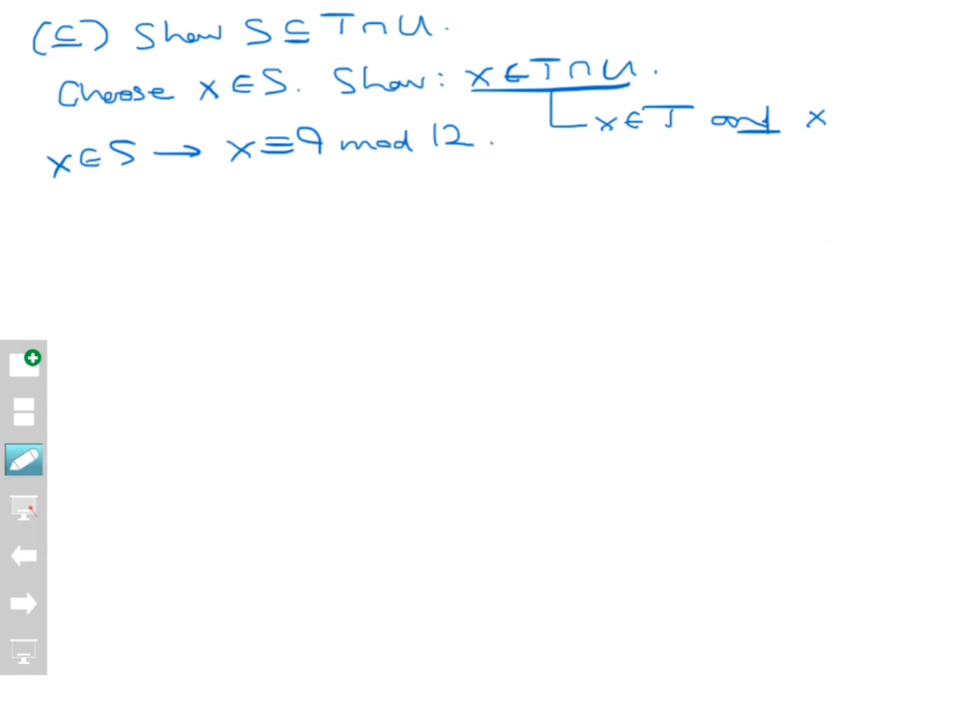 (⊆) Show S ⊆ T ∩ U.
Choose x ∈ S. Show: x ∈ T ∩ U.
x ∈ T and x
x ∈ S → x ≡ 9 mod 12.